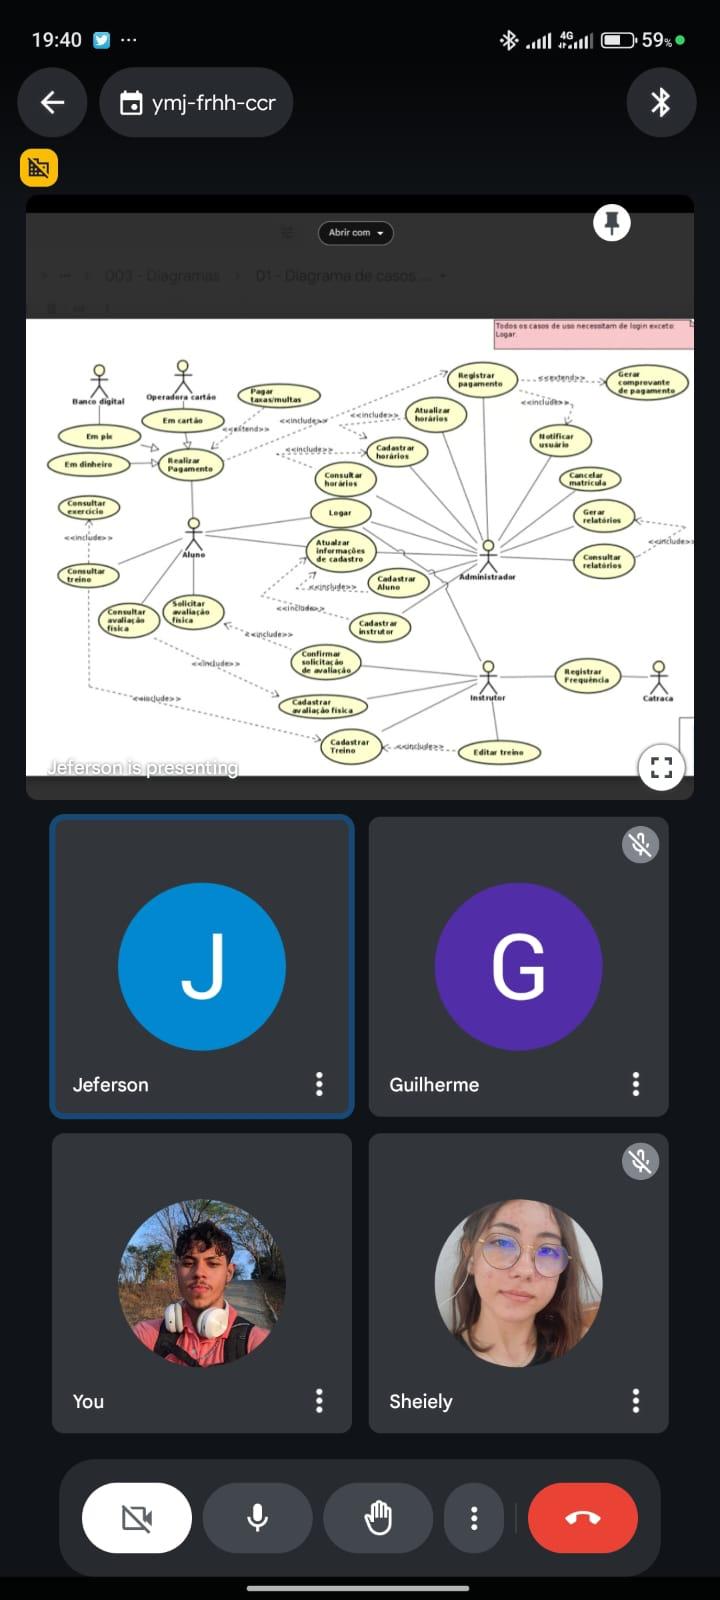 19:40
4G
59%
ymj-frhh-ccr
Abrir com
003 - Diagramas
01 - Diagrama de casos....
Todos os casos de uso necessitam de login exceto:
Logar.
Banco digital
Operadora cartão
Pagar
taxas/multas
Em cartão
Em pix
Em dinheiro
Realizar
Pagamento
<<extend>>
<<include>>
<<include>>
<<include>>
Registrar
pagamento
<<extend>>
Gerar
comprovante
de pagamento
<<include>>
Atualizar
horários
Notificar
usuário
Cadastrar
horários
Consultar
horários
Cancelar
matrícula
Consultar
exercício
<<include>>
Logar
Gerar
relatórios
<<include>>
Aluno
Atualzar
informações
de cadastro
Administrador
Consultar
relatórios
Consultar
treino
<<include>>
Cadastrar
Aluno
Consultar
avaliação
física
Solicitar
avaliação
física
<<include>>
Cadastrar
instrutor
<<include>>
<<include>>
Confirmar
solicitação
de avaliação
Instrutor
Registrar
Frequência
Catraca
<<include>>
Cadastrar
avaliação física
Cadastrar
Treino
<<include>>
Editar treino
Jeferson is presenting
J
Jeferson
G
Guilherme
You
Sheiely